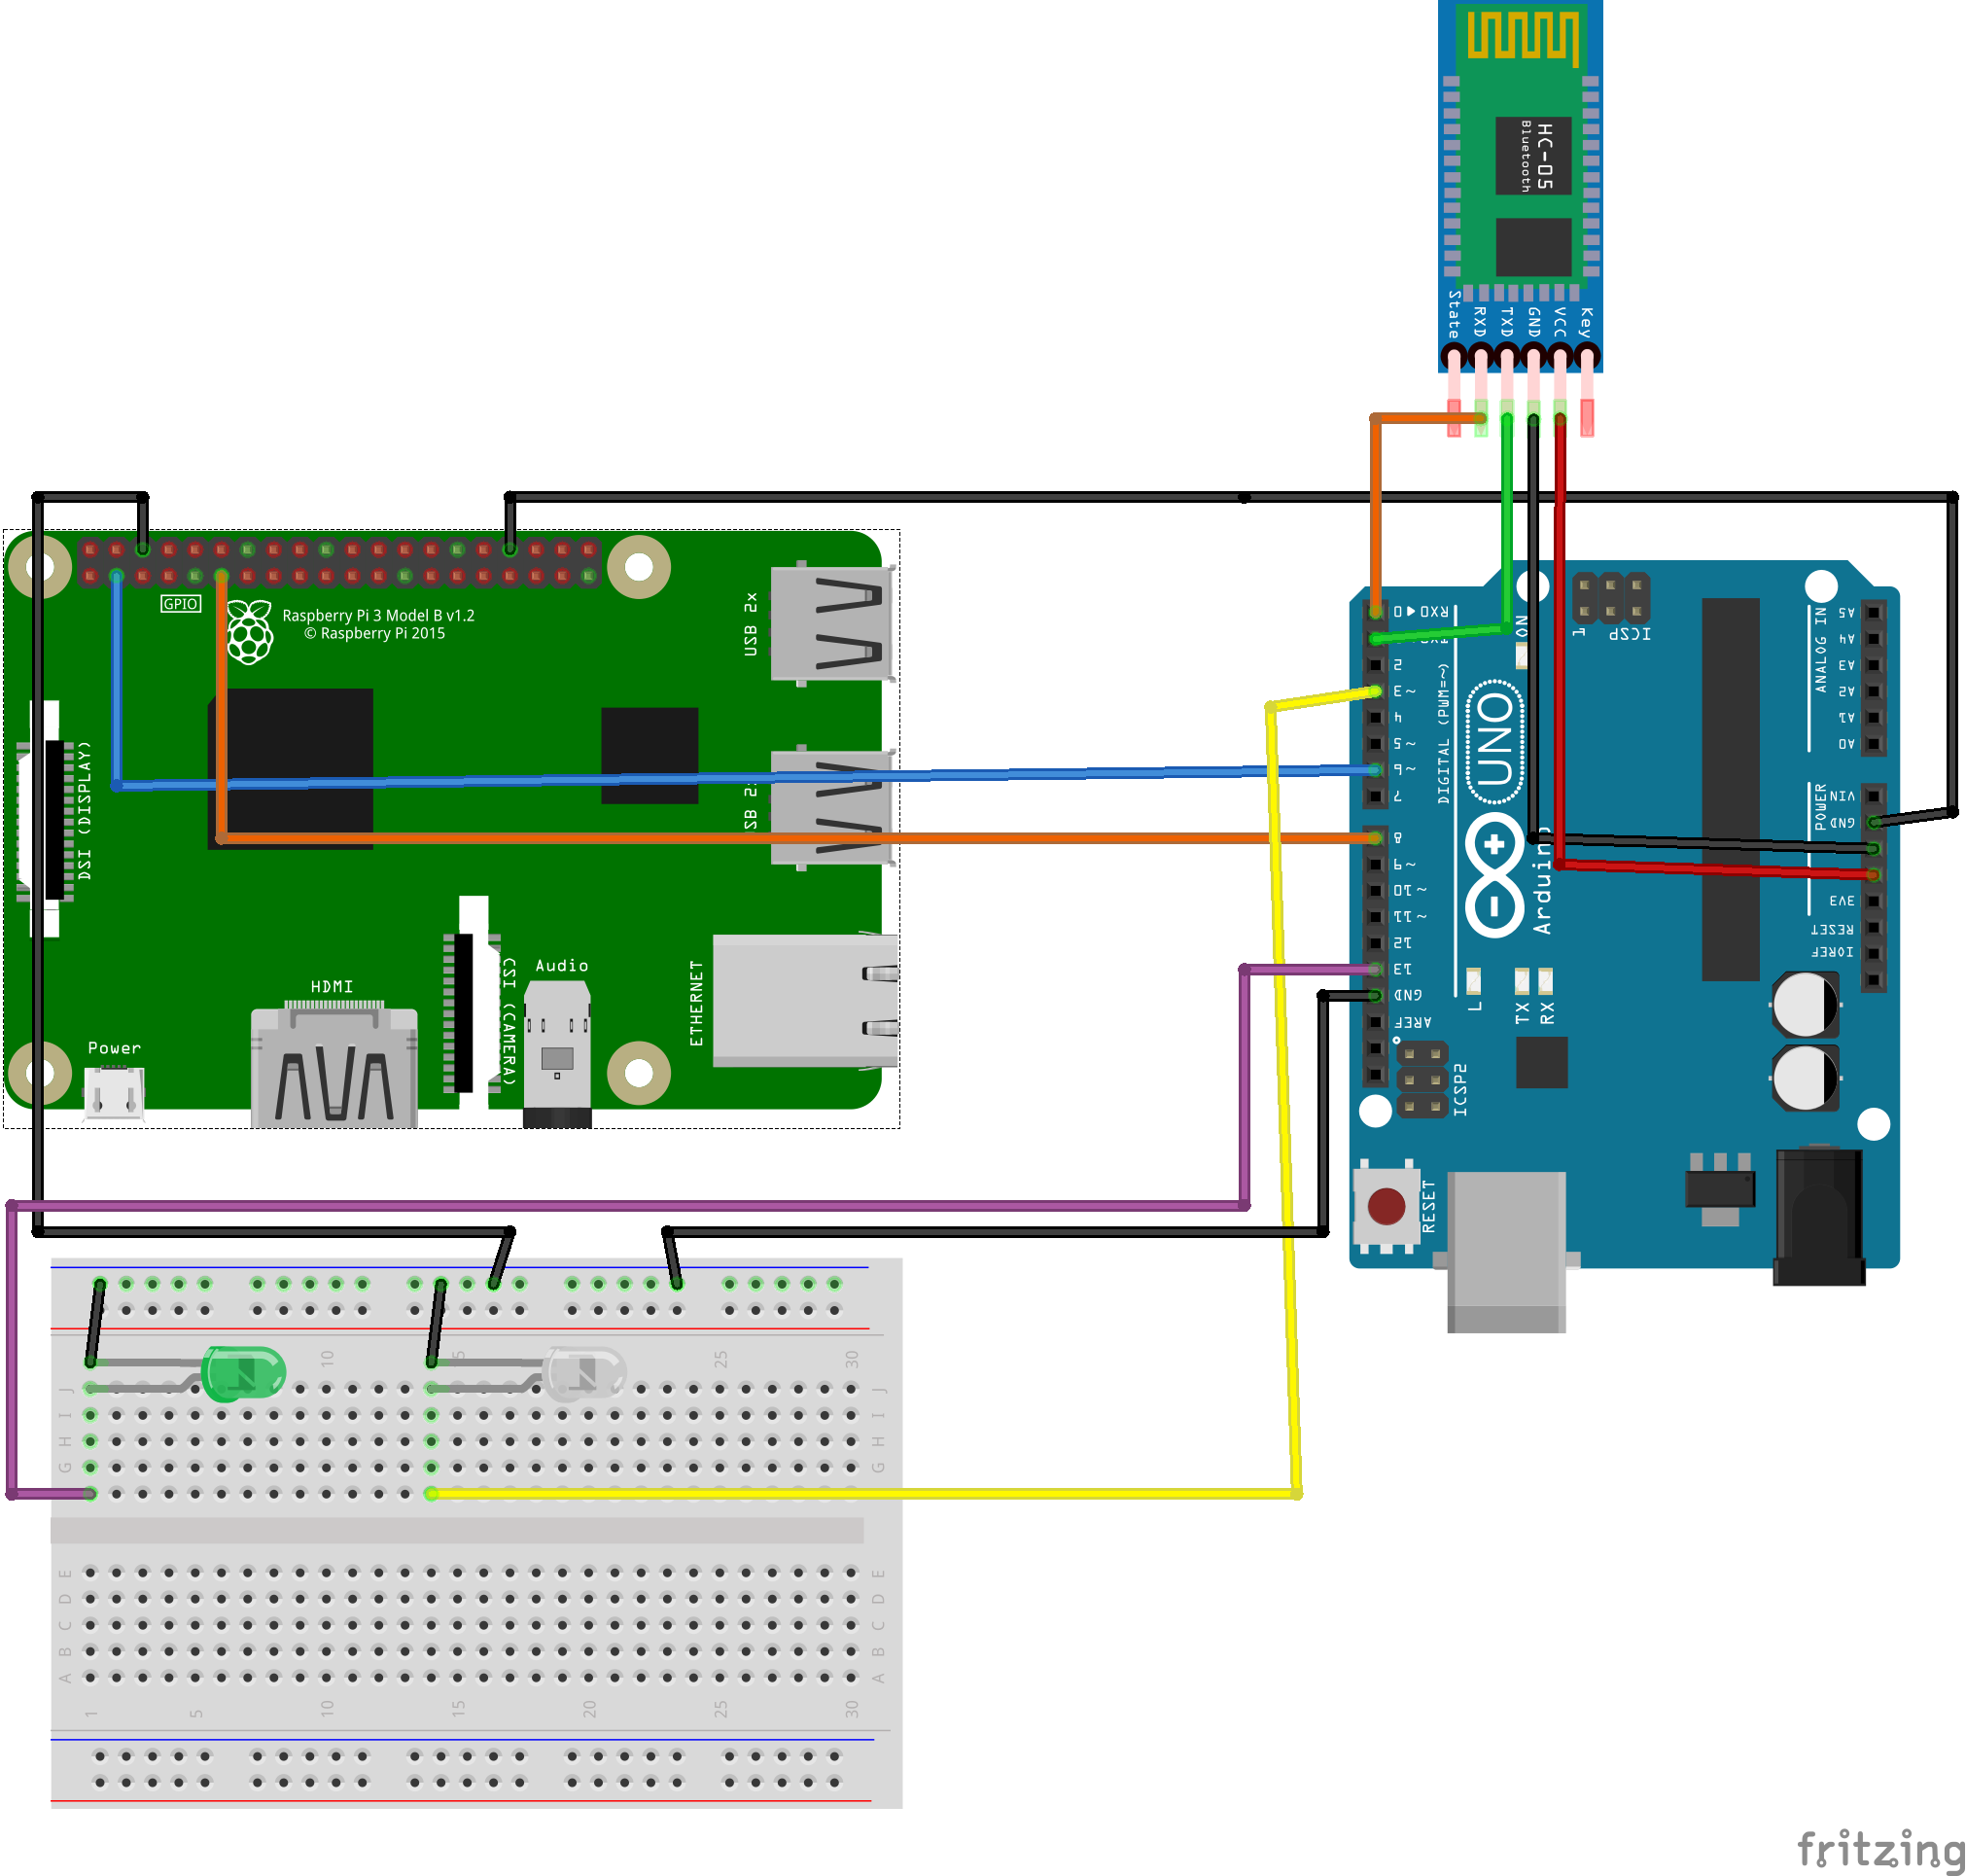 HC-05
Bluetooth
State
RXD
TXD
GND
VCC
Key
GPIO
Raspberry Pi 3 Model B v1.2
© Raspberry Pi 2015
USB 2x
DSI (DISPLAY)
HDMI
CSI (CAMERA)
Audio
ETHERNET
Power
RX0◄0
2
~3
4
~5
~6
7
8
~9
~10
~11
12
13
GND
AREF
DIGITAL (PWM=~)
ON
1
ICSP
UNO
Arduino
ANALOG IN
A5
A4
A3
A2
A1
A0
POWER
VIN
GND
3V3
RESET
IOREF
L
TX
RX
ICSP2
RESET
10
25
30
J J
I I
H H
G G
E E
D D
C C
B B
A A
1 5 10 15 20 25 30
fritzing